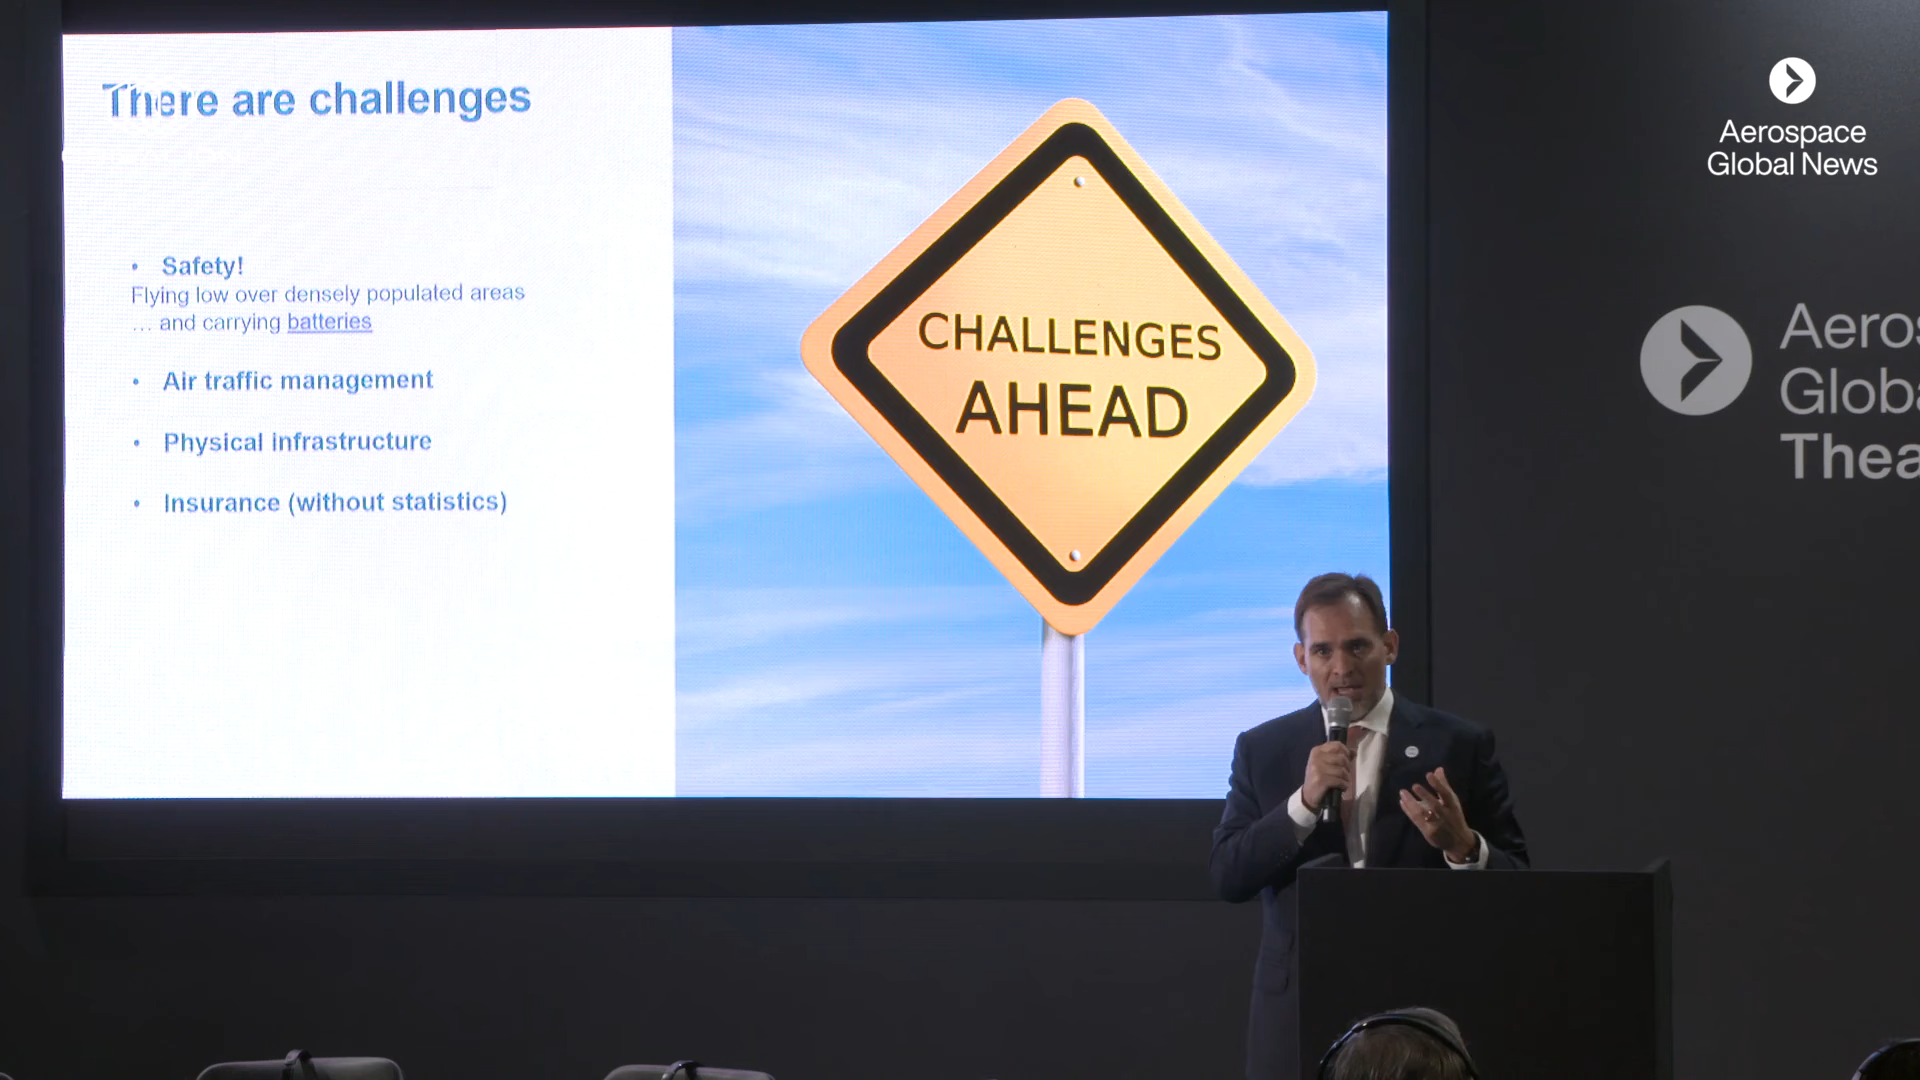 There are challenges
• Safety!
Flying low over densely populated areas
… and carrying batteries
• Air traffic management
• Physical infrastructure
• Insurance (without statistics)
CHALLENGES
AHEAD
Aerospace
Global News